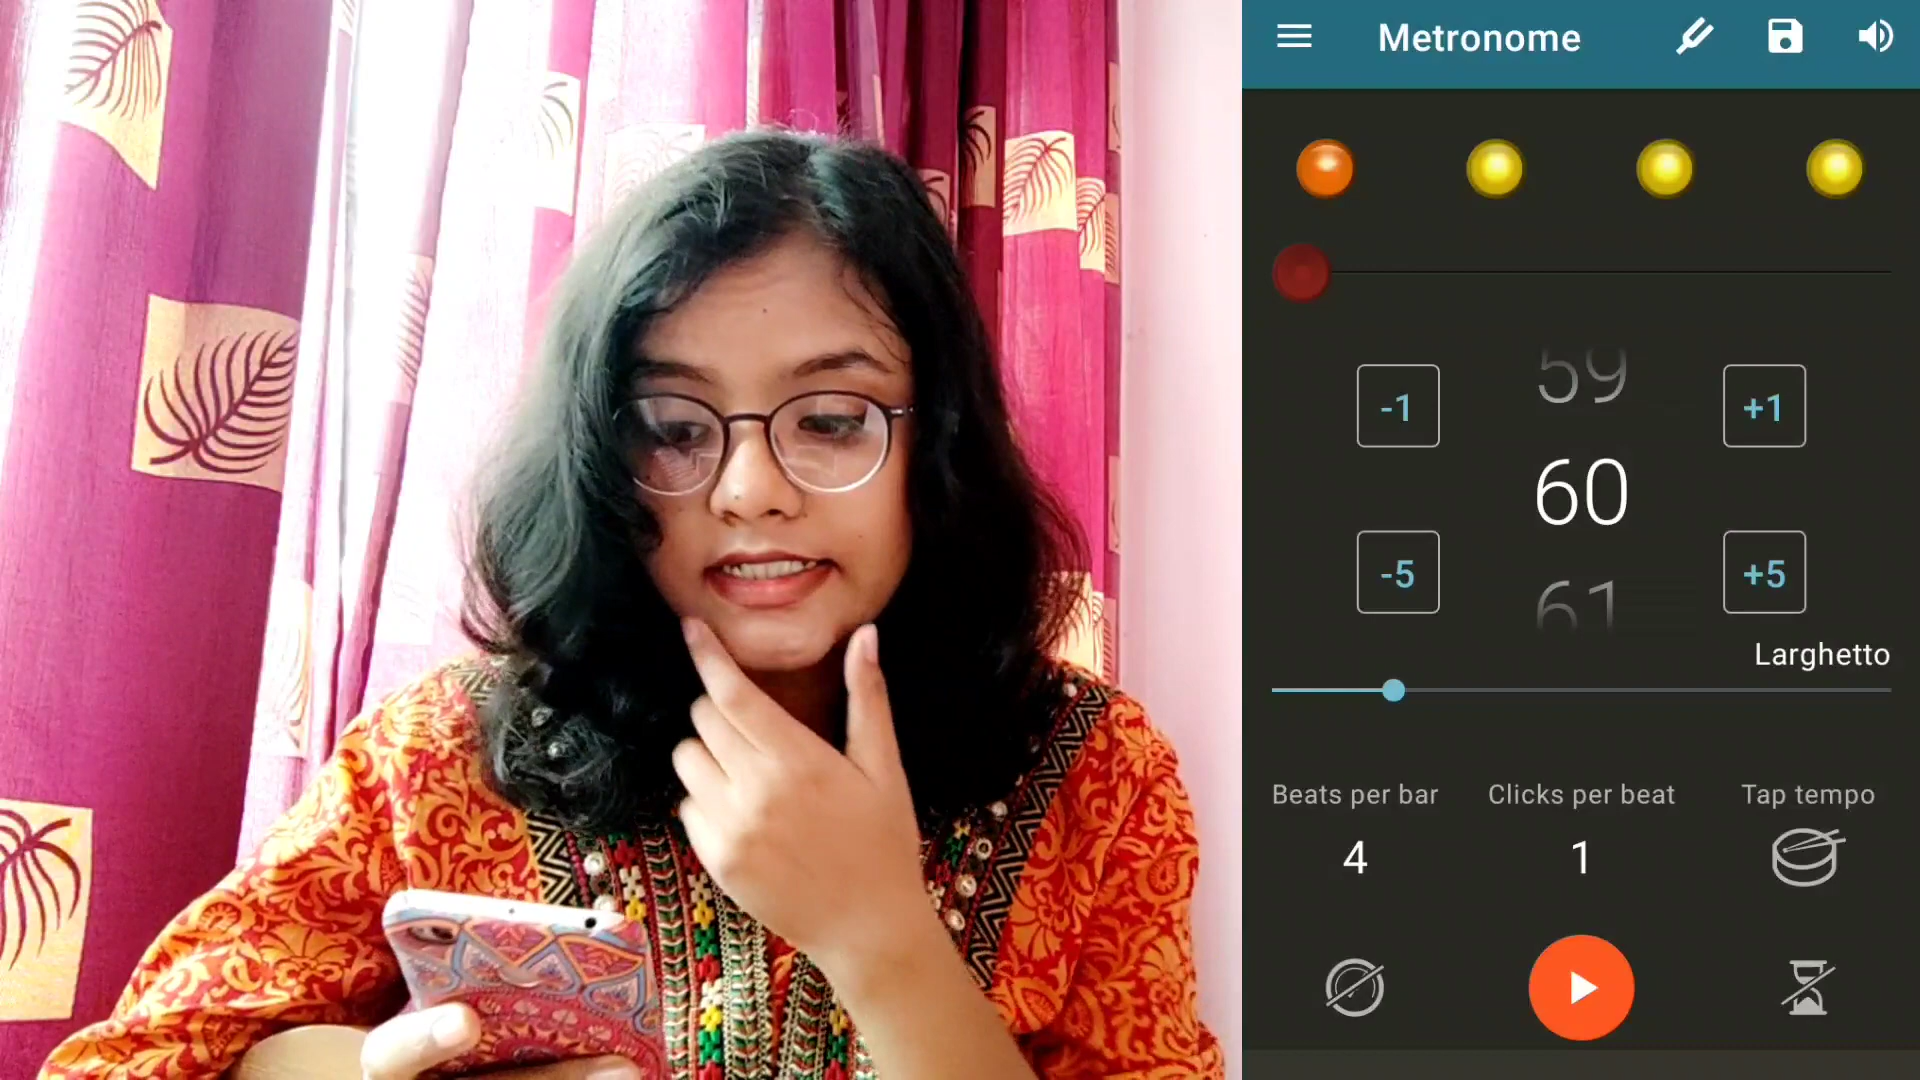 Metronome
59
-1
+1
60
-5
+5
61
Larghetto
Beats per bar
Clicks per beat
Tap tempo
4
1